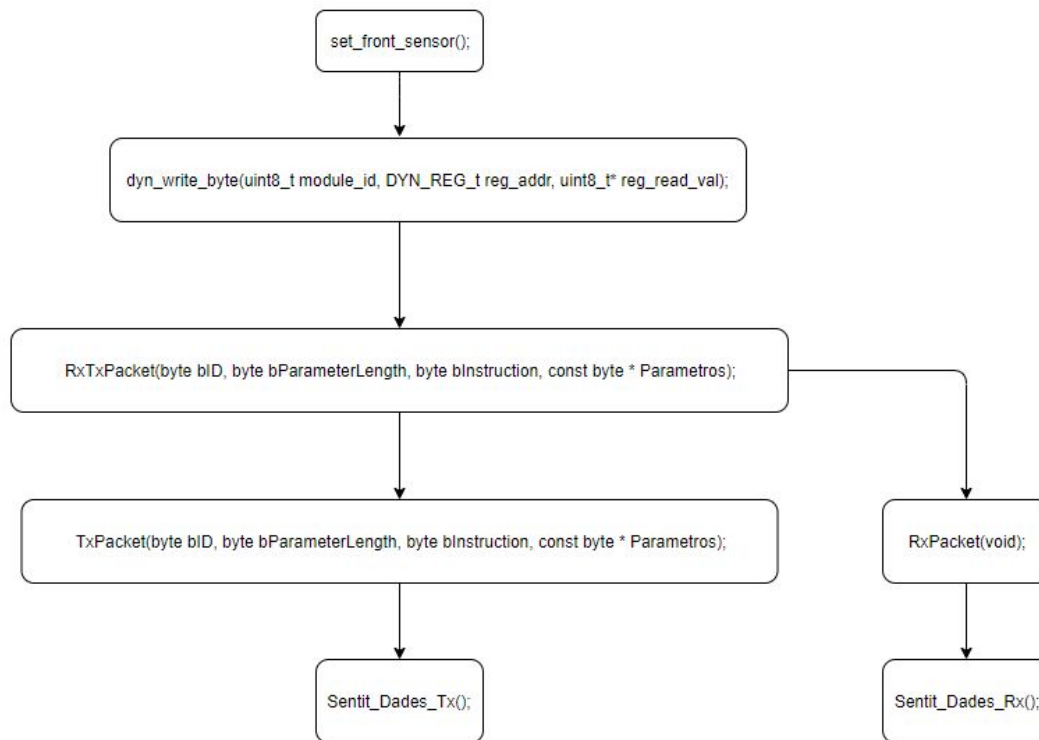 set_front_sensor();
dyn_write_byte(uint8_t module_id, DYN_REG_t reg_addr, uint8_t* reg_read_val);
RxTxPacket(byte bID, byte bParameterLength, byte bInstruction, const byte * Parametros);
TxPacket(byte bID, byte bParameterLength, byte bInstruction, const byte * Parametros);
RxPacket(void);
Sentit_Dades_Tx();
Sentit_Dades_Rx();